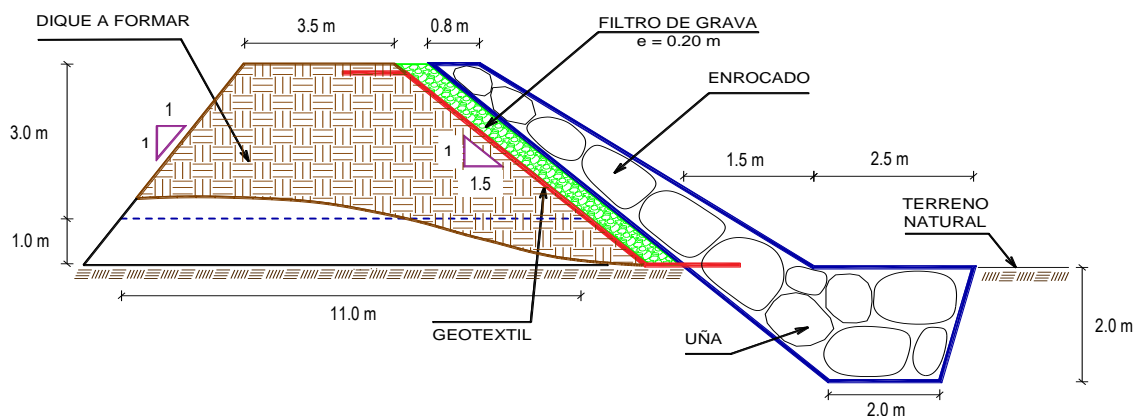 DIQUE A FORMAR
3.5 m
0.8 m
FILTRO DE GRAVA
e = 0.20 m
ENROCADO
1
1
3.0 m
1
1.5
1.5 m
2.5 m
TERRENO
NATURAL
1.0 m
11.0 m
GEOTEXTIL
UÑA
2.0 m
2.0 m